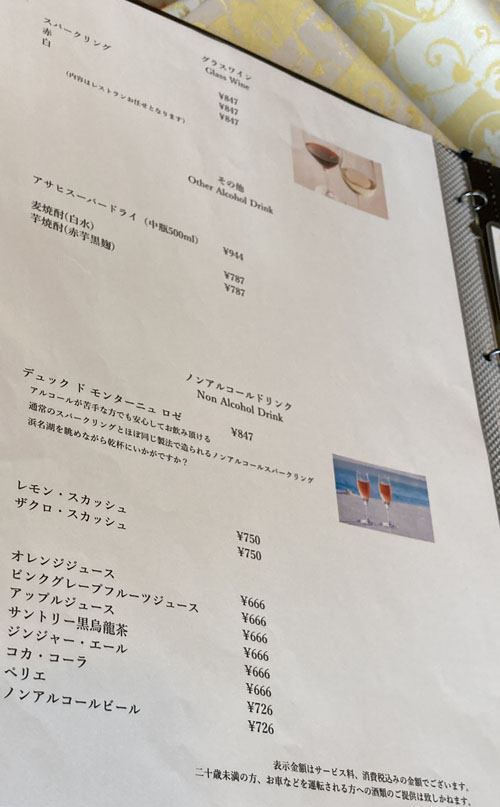 グラスワイン
Glass Wine
スパークリング ¥847
赤 ¥847
白 ¥847
(内容はレストランお任せとなります)
その他
Other Alcohol Drink
アサヒスーパードライ (中瓶500ml) ¥944
麦焼酎(白水) ¥787
芋焼酎(赤芋黒麹) ¥787
ノンアルコールドリンク
Non Alcohol Drink
デュック ド モンターニュ ロゼ ¥847
アルコールが苦手な方でも安心してお飲み頂ける
通常のスパークリングとほぼ同じ製法で造られるノンアルコールスパークリング
浜名湖を眺めながら乾杯にいかがですか?
レモン・スカッシュ ¥750
ザクロ・スカッシュ ¥750
オレンジジュース ¥666
ピンクグレープフルーツジュース ¥666
アップルジュース ¥666
サントリー黒烏龍茶 ¥666
ジンジャー・エール ¥666
コカ・コーラ ¥666
ペリエ ¥726
ノンアルコールビール ¥726
表示金額はサービス料、消費税込みの金額でございます。
二十歳未満の方、お車などを運転される方への酒類のご提供は致しかねます。